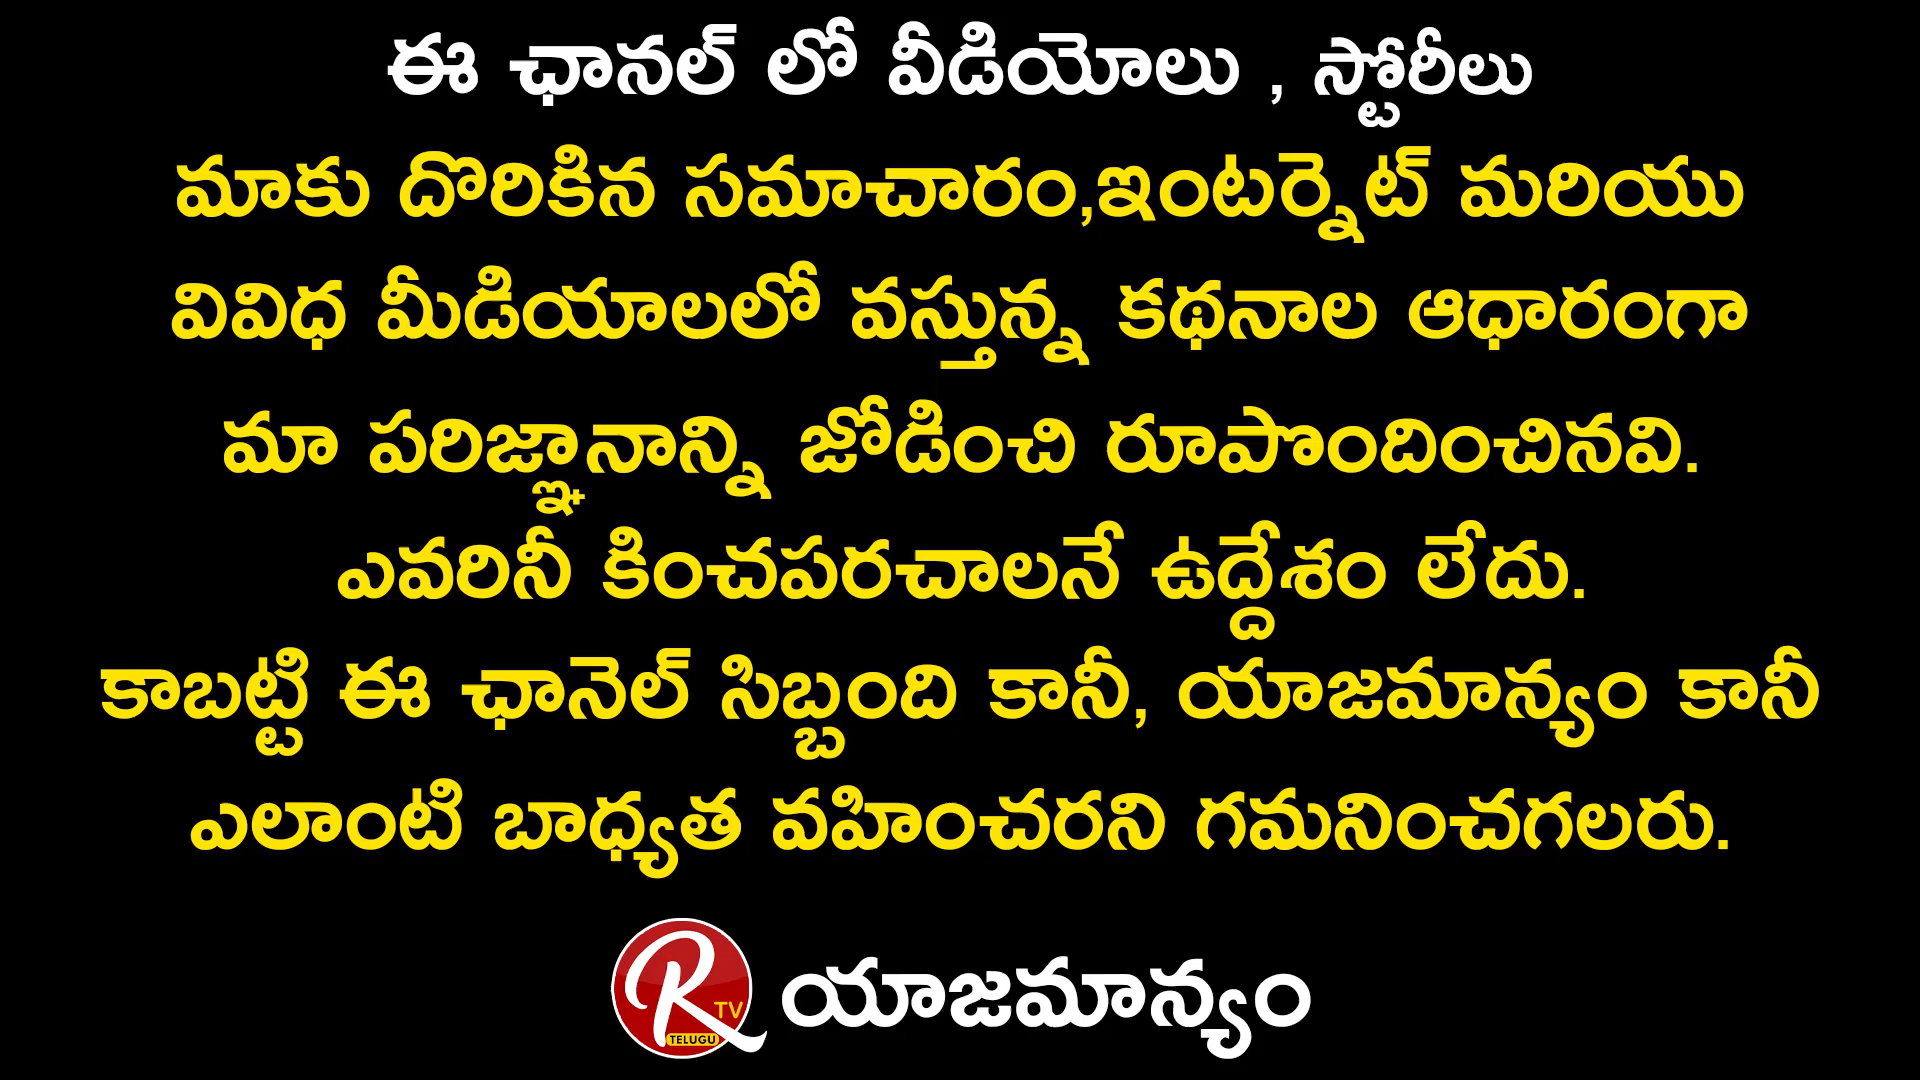 ఈ ఛానల్ లో వీడియోలు , స్టోరీలు
మాకు దొరికిన సమాచారం,ఇంటర్నెట్ మరియు
వివిధ మీడియాలలో వస్తున్న కథనాల ఆధారంగా
మా పరిజ్ఞానాన్ని జోడించి రూపొందించినవి.
ఎవరినీ కించపరచాలనే ఉద్దేశం లేదు.
కాబట్టి ఈ ఛానెల్ సిబ్బంది కానీ, యాజమాన్యం కానీ
ఎలాంటి బాధ్యత వహించరని గమనించగలరు.
R TV TELUGU యాజమాన్యం